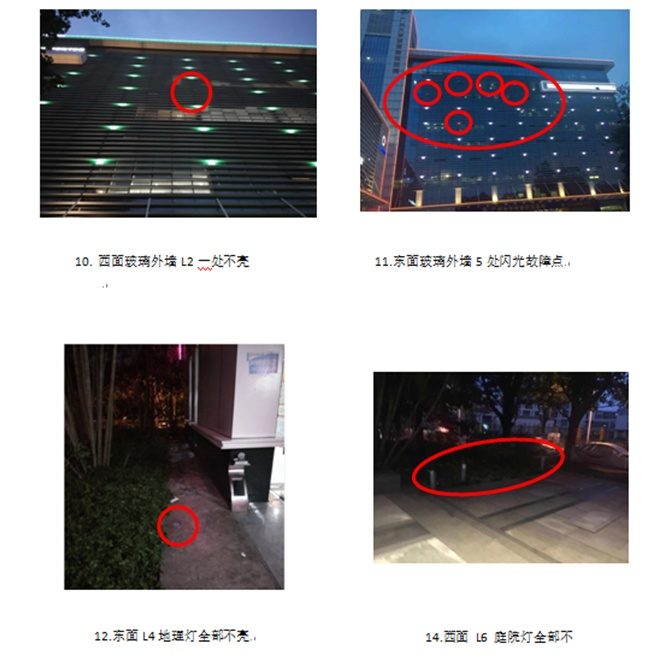 10. 西面玻璃外墙 L2 一处不亮
11.东面玻璃外墙 5 处闪光故障点.
12.东面 L4 地埋灯全部不亮.
14.西面 L6 庭院灯全部不